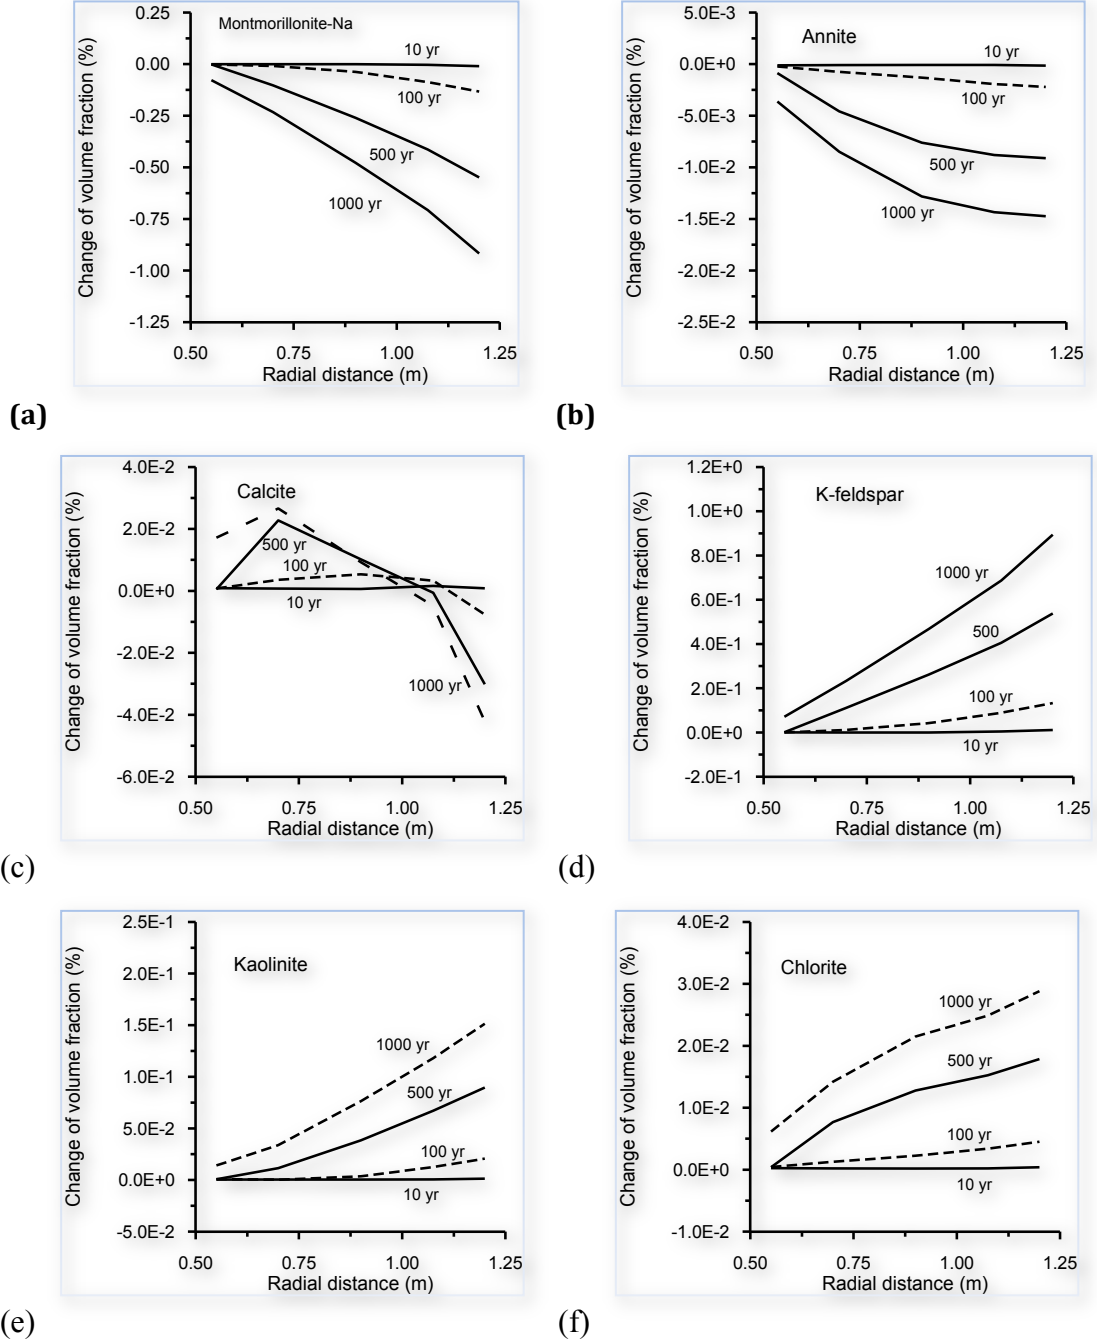 Change of volume fraction (%)
0.25
0.00
-0.25
-0.50
-0.75
-1.00
-1.25
Montmorillonite-Na
10 yr
100 yr
500 yr
1000 yr
0.50 0.75 1.00 1.25
Radial distance (m)
(a)
Change of volume fraction (%)
5.0E-3
0.0E+0
-5.0E-3
-1.0E-2
-1.5E-2
-2.0E-2
-2.5E-2
Annite
10 yr
100 yr
500 yr
1000 yr
0.50 0.75 1.00 1.25
Radial distance (m)
(b)
Change of volume fraction (%)
4.0E-2
2.0E-2
0.0E+0
-2.0E-2
-4.0E-2
-6.0E-2
Calcite
500 yr
100 yr
10 yr
1000 yr
0.50 0.75 1.00 1.25
Radial distance (m)
(c)
Change of volume fraction (%)
1.2E+0
1.0E+0
8.0E-1
6.0E-1
4.0E-1
2.0E-1
0.0E+0
-2.0E-1
K-feldspar
1000 yr
500
100 yr
10 yr
0.50 0.75 1.00 1.25
Radial distance (m)
(d)
Change of volume fraction (%)
2.5E-1
2.0E-1
1.5E-1
1.0E-1
5.0E-2
0.0E+0
-5.0E-2
Kaolinite
1000 yr
500 yr
100 yr
10 yr
0.50 0.75 1.00 1.25
Radial distance (m)
(e)
Change of volume fraction (%)
4.0E-2
3.0E-2
2.0E-2
1.0E-2
0.0E+0
-1.0E-2
Chlorite
1000 yr
500 yr
100 yr
10 yr
0.50 0.75 1.00 1.25
Radial distance (m)
(f)